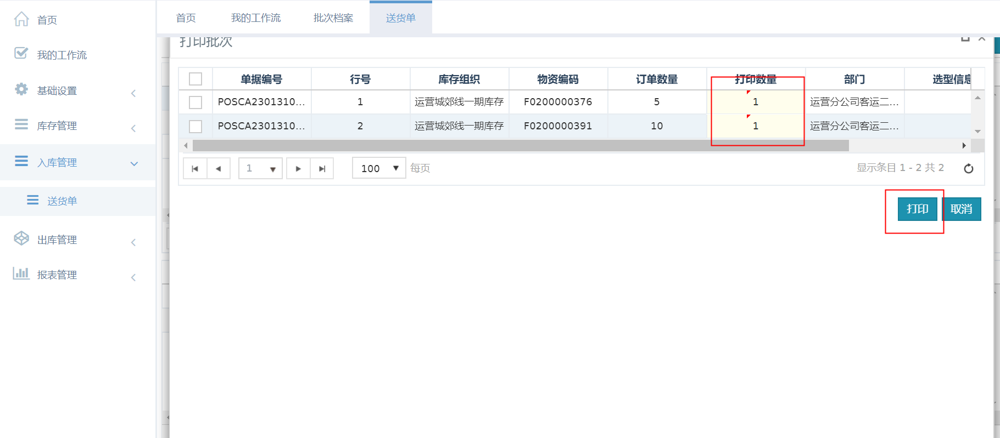 首页
我的工作流
基础设置
库存管理
入库管理
送货单
出库管理
报表管理
首页 我的工作流 批次档案 送货单
打印批次
单据编号 行号 库存组织 物资编码 订单数量 打印数量 部门 选型信息
POSCA2301310... 1 运营城郊线一期库存 F0200000376 5 1 运营分公司客运二...
POSCA2301310... 2 运营城郊线一期库存 F0200000391 10 1 运营分公司客运二...
1 100 每页 显示条目 1 - 2 共 2
打印 取消